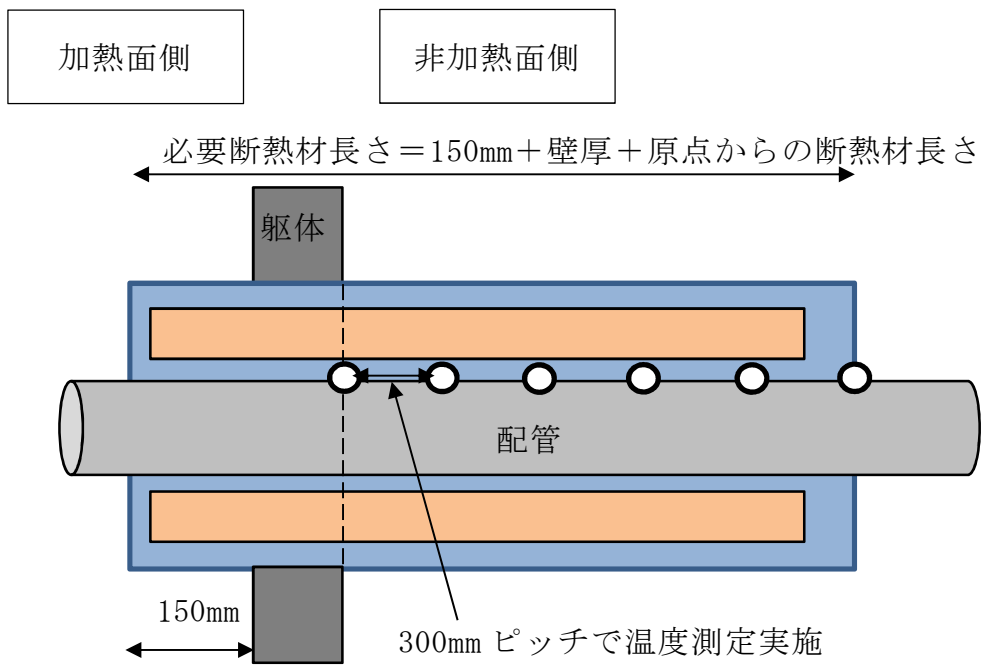 加熱面側
非加熱面側
必要断熱材長さ＝150mm＋壁厚＋原点からの断熱材長さ
躯体
配管
150mm
300mm ピッチで温度測定実施